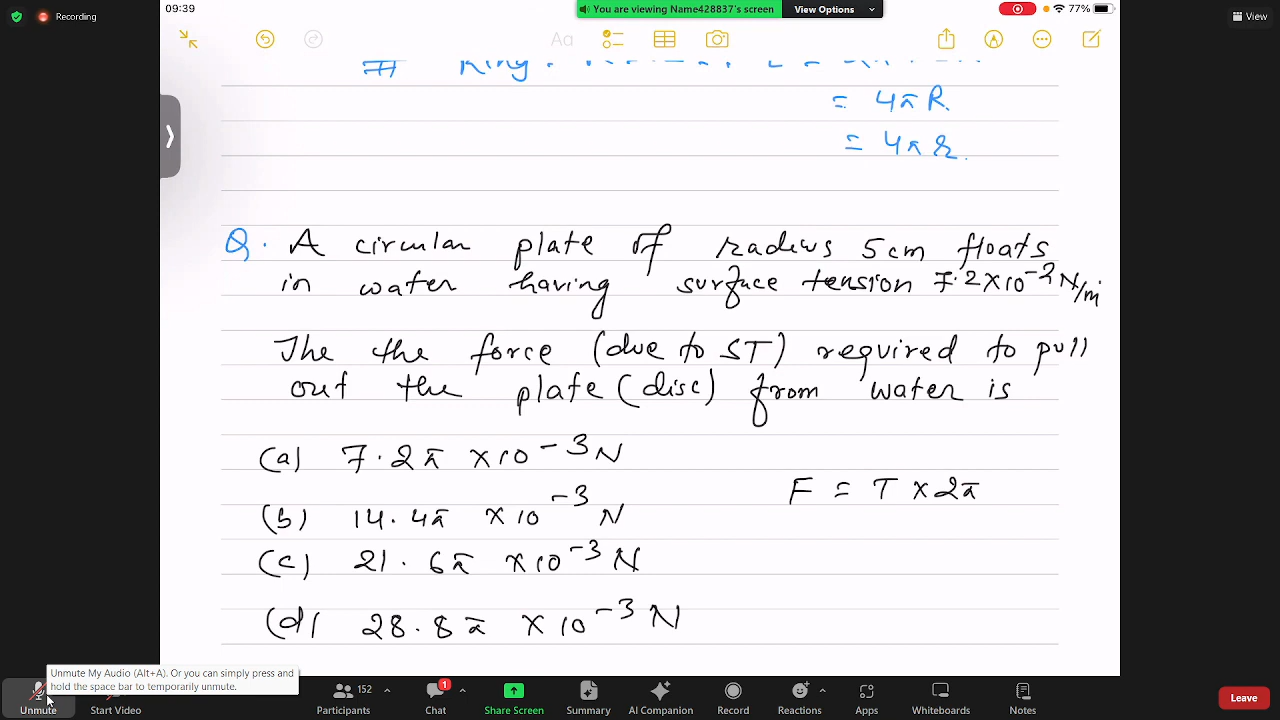 09:39
You are viewing Name428837's screen
View Options
77%
Recording
View
Aa
= 4πR.
= 4πr.
Q. A circular plate of radius 5cm floats
in water having surface tension 7.2×10⁻² N/m
The the force (due to ST) required to pull
out the plate (disc) from water is
(a) 7.2π ×10⁻³ N
F = T × 2π
(b) 14.4π ×10⁻³ N
(c) 21.6π ×10⁻³ N
(d) 28.8π ×10⁻³ N
Unmute My Audio (Alt+A). Or you can simply press and
hold the space bar to temporarily unmute.
Unmute
Start Video
Participants
152
Chat
1
Share Screen
Summary
AI Companion
Record
Reactions
Apps
Whiteboards
Notes
Leave